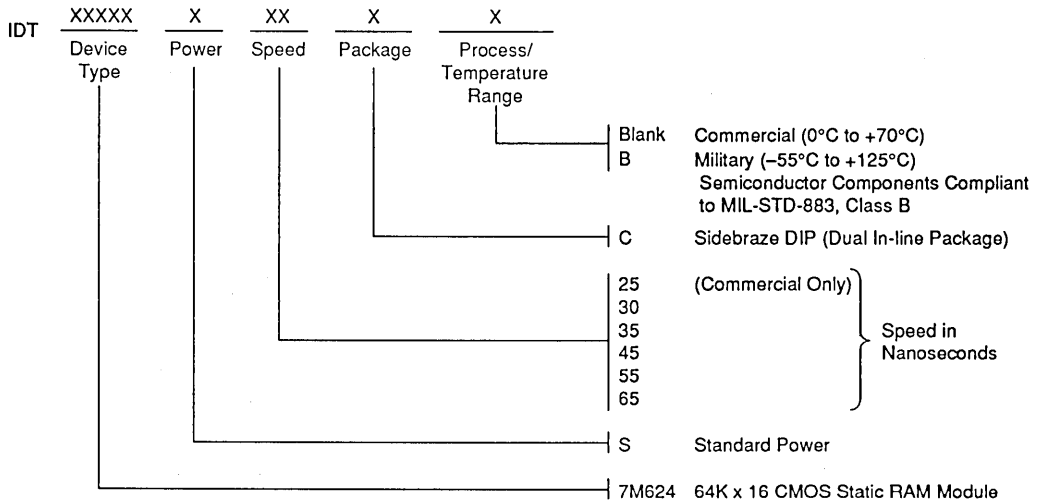 IDT XXXXX X XX X X
Device Type
Power
Speed
Package
Process/
Temperature
Range
Blank Commercial (0°C to +70°C)
B Military (–55°C to +125°C)
Semiconductor Components Compliant
to MIL-STD-883, Class B
C Sidebraze DIP (Dual In-line Package)
25 (Commercial Only)
30
35
45
55
65
Speed in
Nanoseconds
S Standard Power
7M624 64K x 16 CMOS Static RAM Module